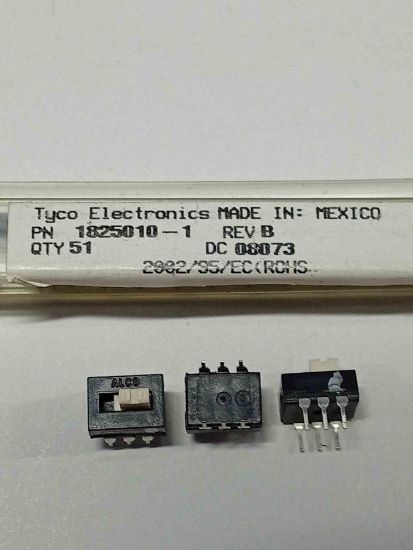 Tyco Electronics MADE IN: MEXICO
PN 1825010-1 REV B
QTY 51 DC 08073
2002/95/EC(ROHS
ALCO